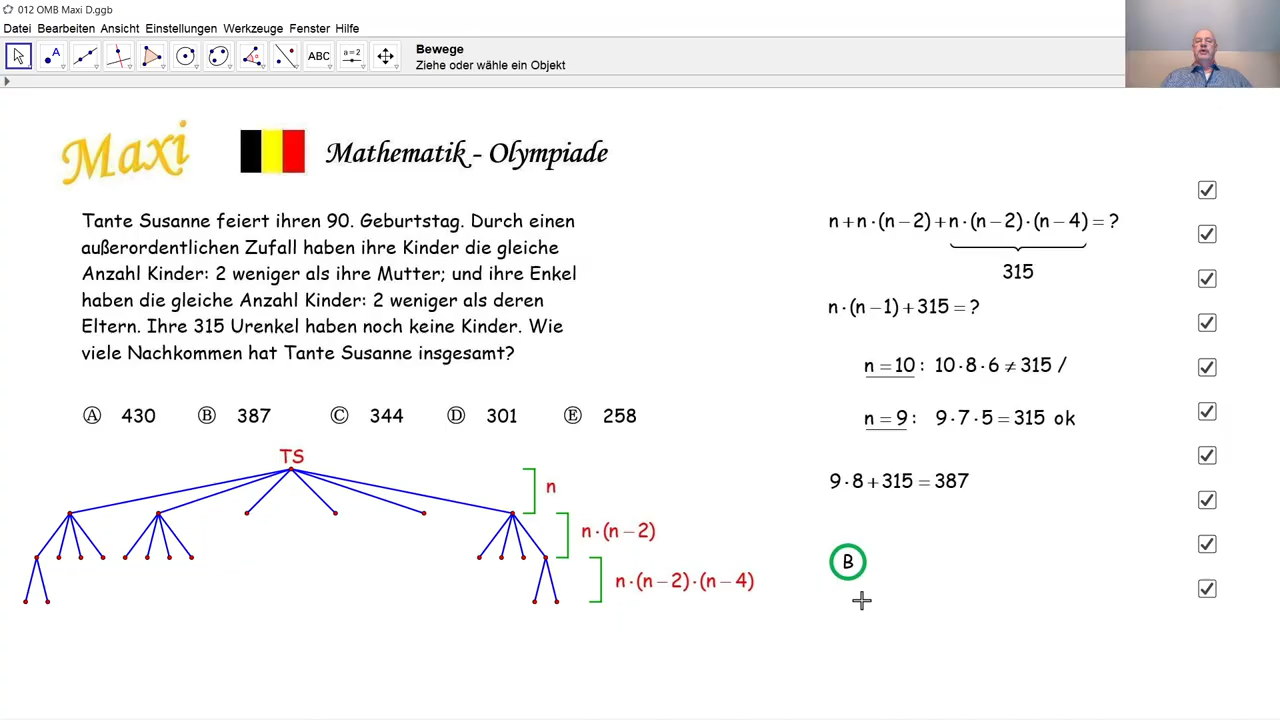 012 OMB Maxi D.ggb
Datei Bearbeiten Ansicht Einstellungen Werkzeuge Fenster Hilfe
A
ABC
a=2
Bewege
Ziehe oder wähle ein Objekt
Maxi
Mathematik - Olympiade
Tante Susanne feiert ihren 90. Geburtstag. Durch einen
außerordentlichen Zufall haben ihre Kinder die gleiche
Anzahl Kinder: 2 weniger als ihre Mutter; und ihre Enkel
haben die gleiche Anzahl Kinder: 2 weniger als deren
Eltern. Ihre 315 Urenkel haben noch keine Kinder. Wie
viele Nachkommen hat Tante Susanne insgesamt?
Ⓐ 430 Ⓑ 387 Ⓒ 344 Ⓓ 301 Ⓔ 258
TS
n
n·(n−2)
n·(n−2)·(n−4)
n+n·(n−2)+n·(n−2)·(n−4)=?
315
n·(n−1)+315=?
n=10: 10·8·6≠315 /
n=9: 9·7·5=315 ok
9·8+315=387
B